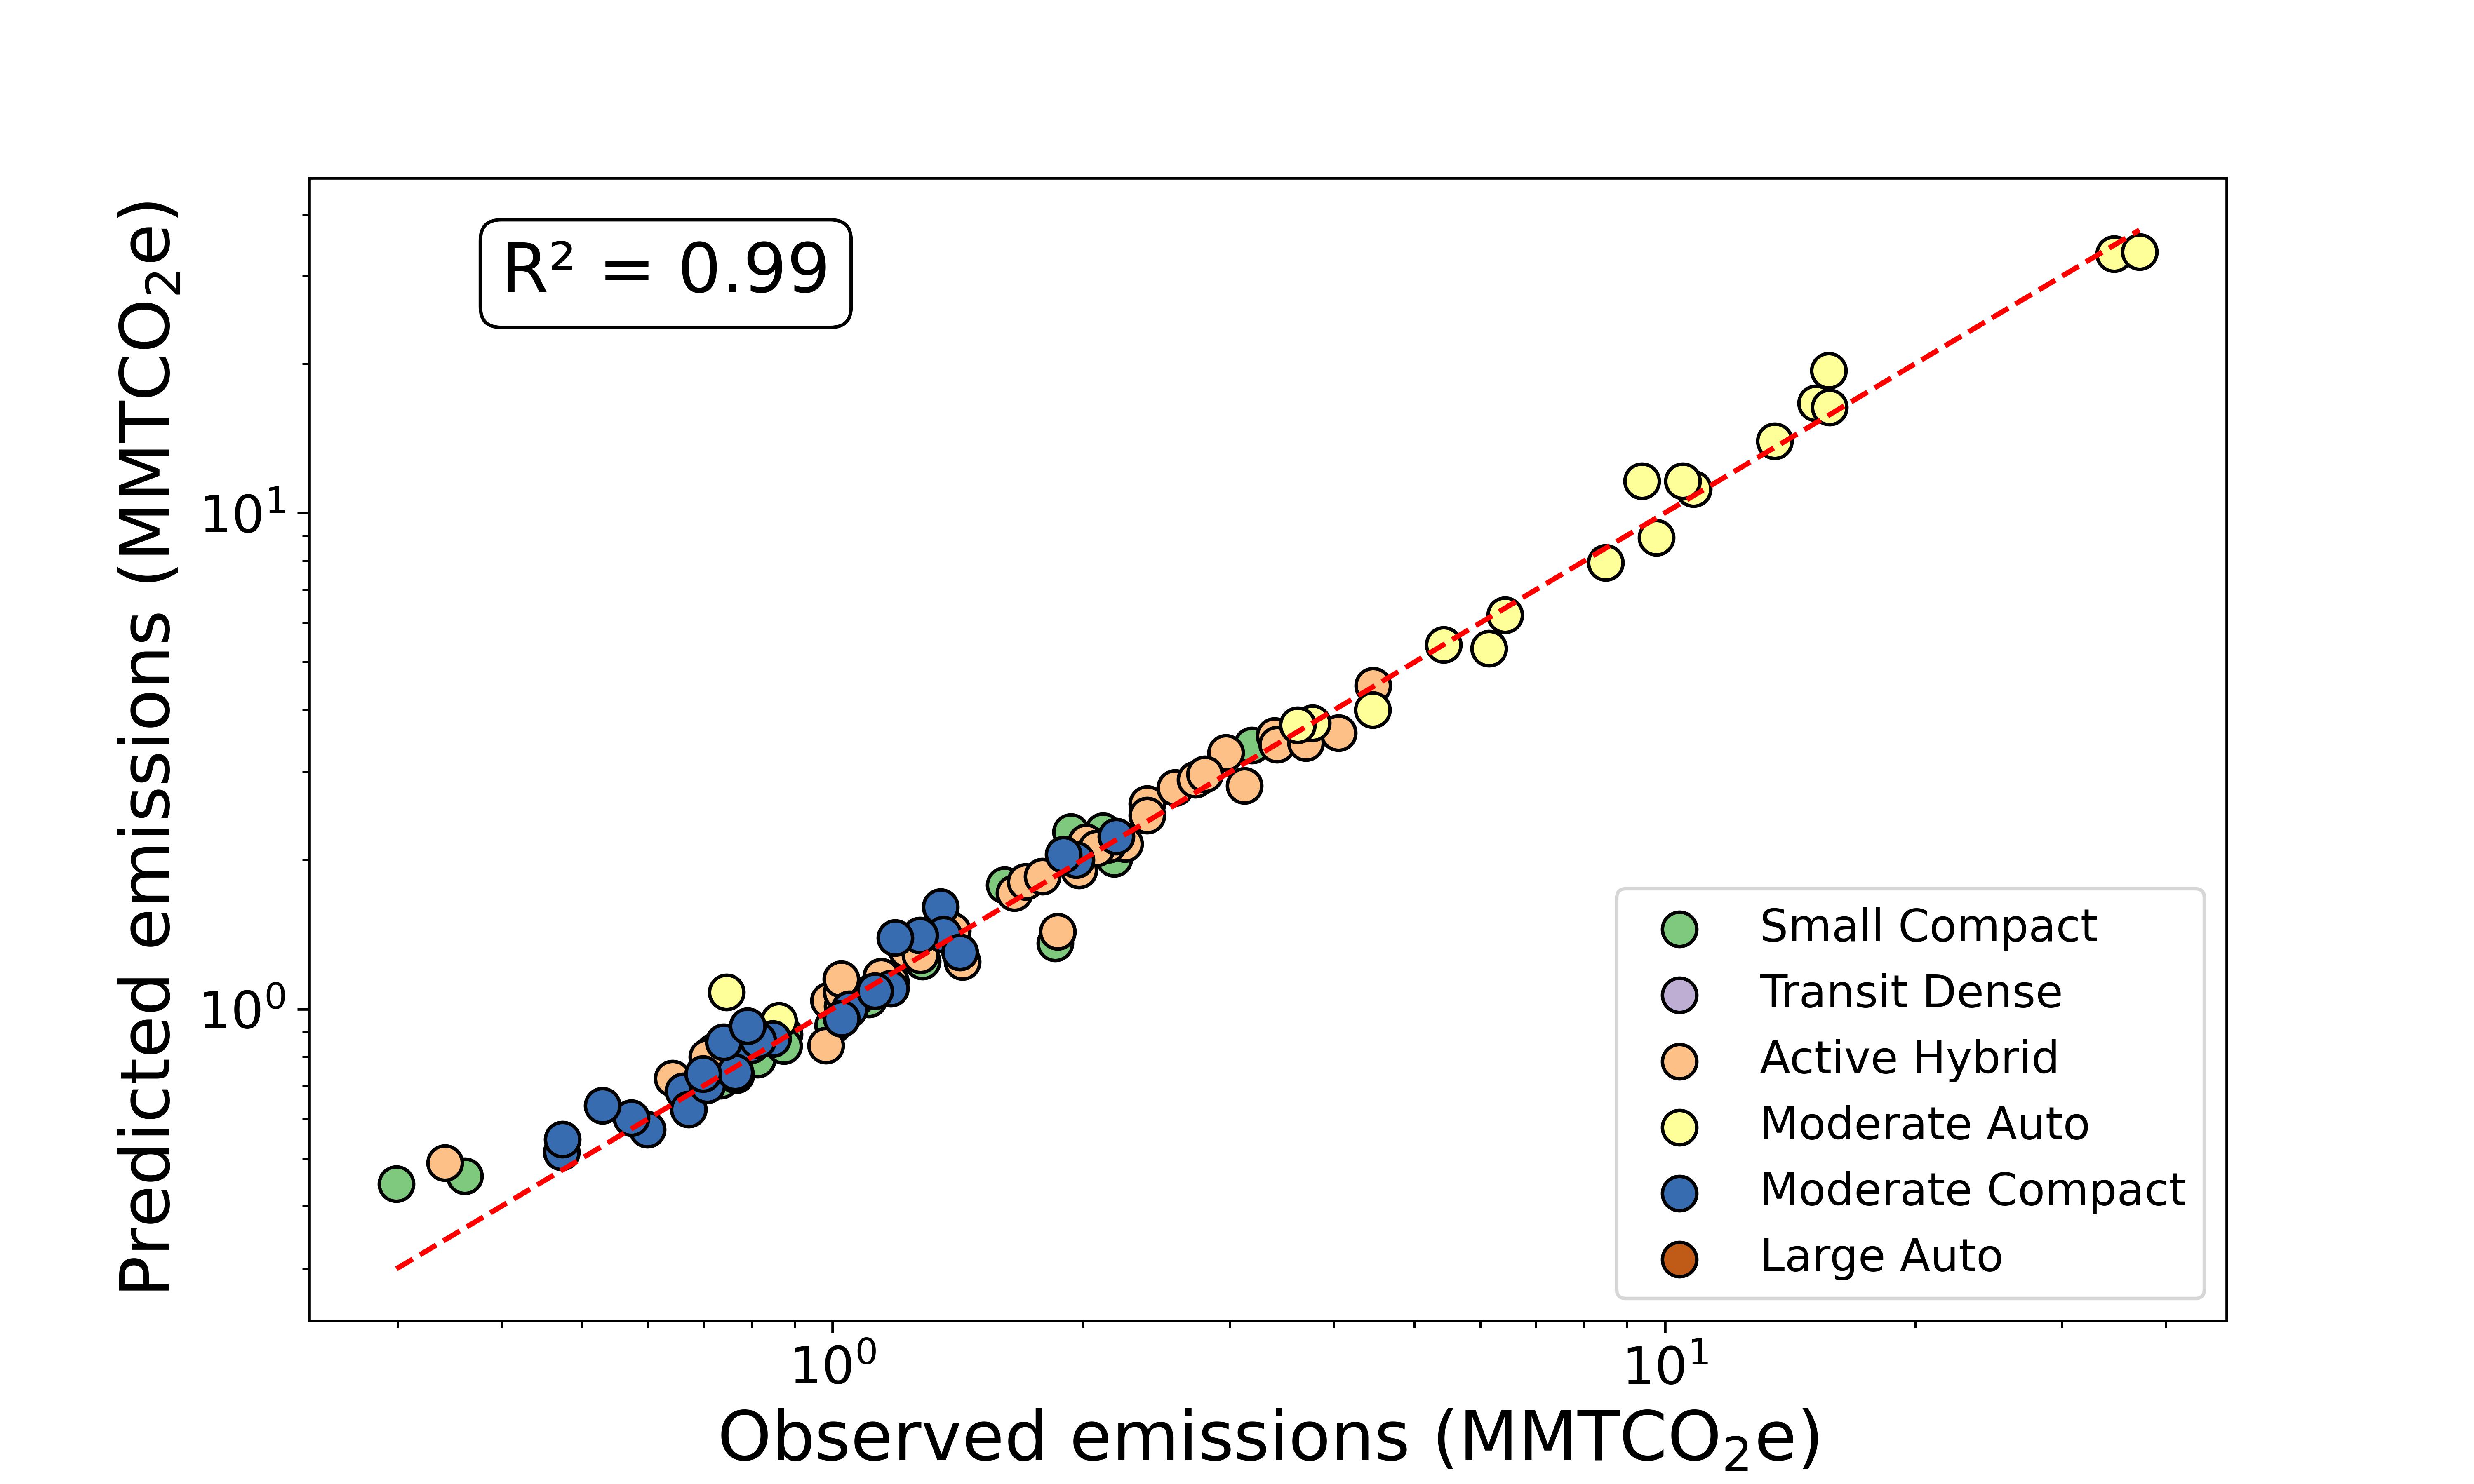 R² = 0.99
Predicted emissions (MMTCO₂e)
10¹
10⁰
Small Compact
Transit Dense
Active Hybrid
Moderate Auto
Moderate Compact
Large Auto
10⁰ 10¹
Observed emissions (MMTCO₂e)